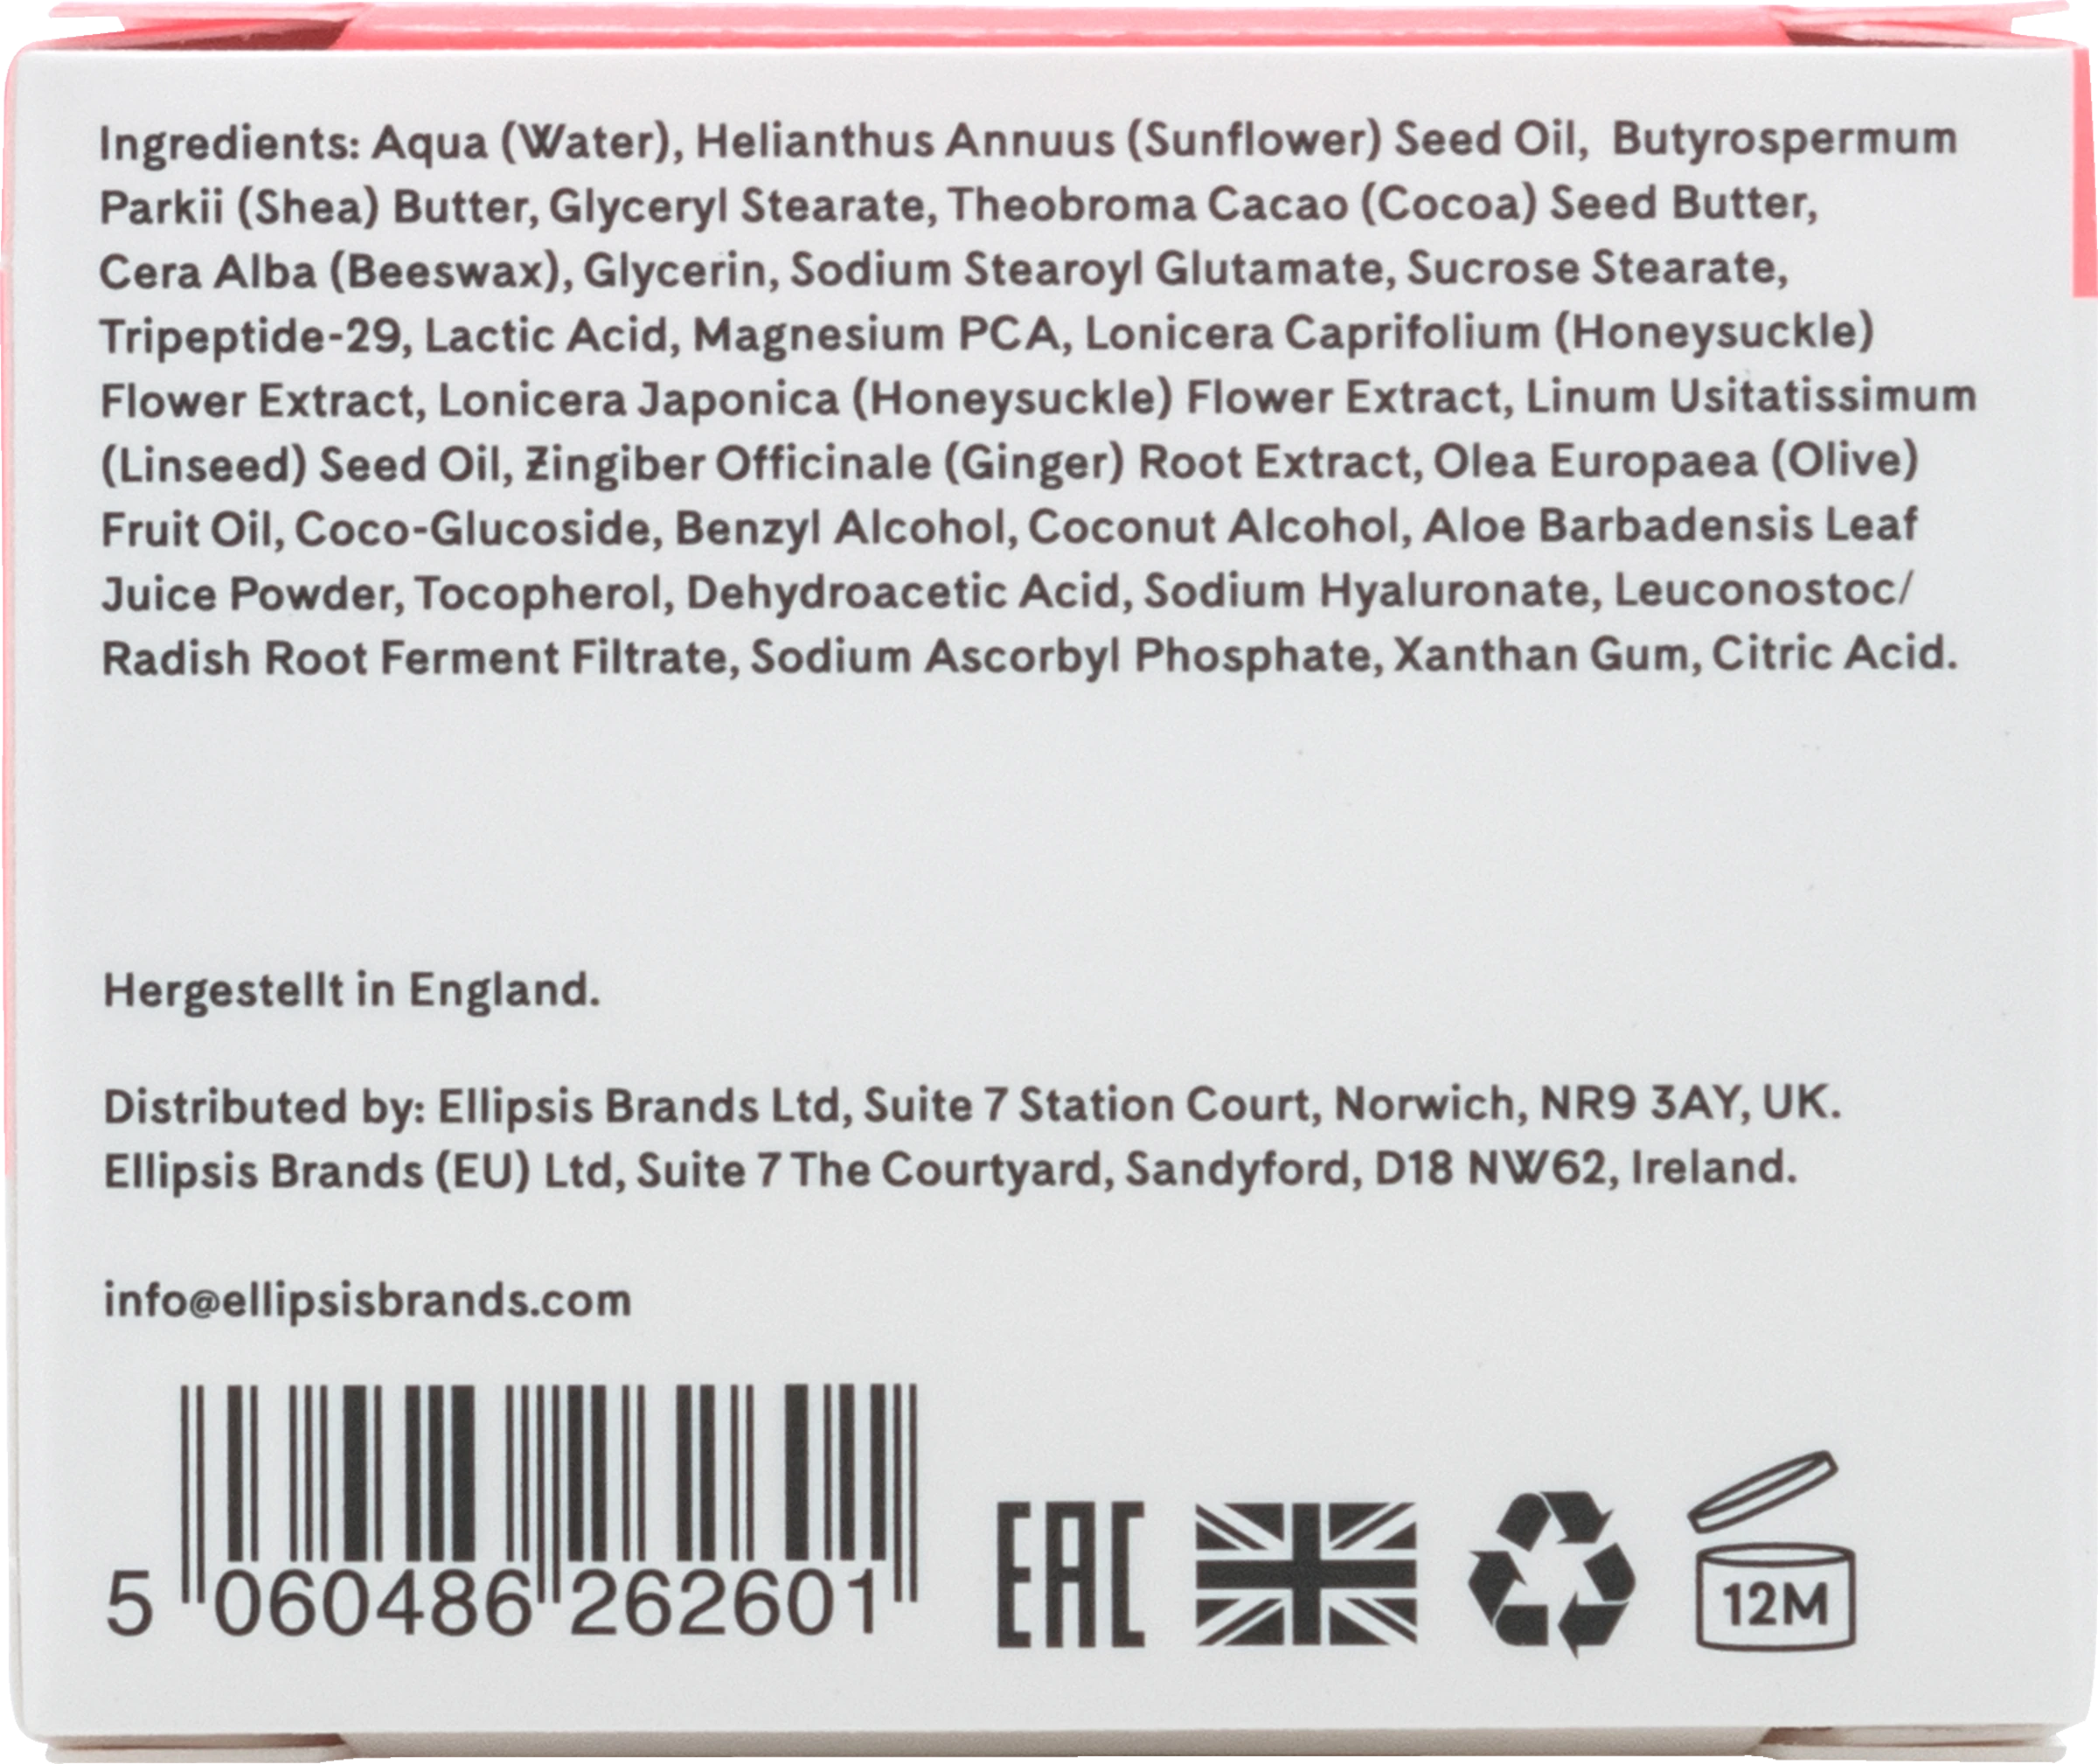 Ingredients: Aqua (Water), Helianthus Annuus (Sunflower) Seed Oil, Butyrospermum
Parkii (Shea) Butter, Glyceryl Stearate, Theobroma Cacao (Cocoa) Seed Butter,
Cera Alba (Beeswax), Glycerin, Sodium Stearoyl Glutamate, Sucrose Stearate,
Tripeptide-29, Lactic Acid, Magnesium PCA, Lonicera Caprifolium (Honeysuckle)
Flower Extract, Lonicera Japonica (Honeysuckle) Flower Extract, Linum Usitatissimum
(Linseed) Seed Oil, Zingiber Officinale (Ginger) Root Extract, Olea Europaea (Olive)
Fruit Oil, Coco-Glucoside, Benzyl Alcohol, Coconut Alcohol, Aloe Barbadensis Leaf
Juice Powder, Tocopherol, Dehydroacetic Acid, Sodium Hyaluronate, Leuconostoc/
Radish Root Ferment Filtrate, Sodium Ascorbyl Phosphate, Xanthan Gum, Citric Acid.
Hergestellt in England.
Distributed by: Ellipsis Brands Ltd, Suite 7 Station Court, Norwich, NR9 3AY, UK.
Ellipsis Brands (EU) Ltd, Suite 7 The Courtyard, Sandyford, D18 NW62, Ireland.
info@ellipsisbrands.com
5 060486 262601
EAC
12M